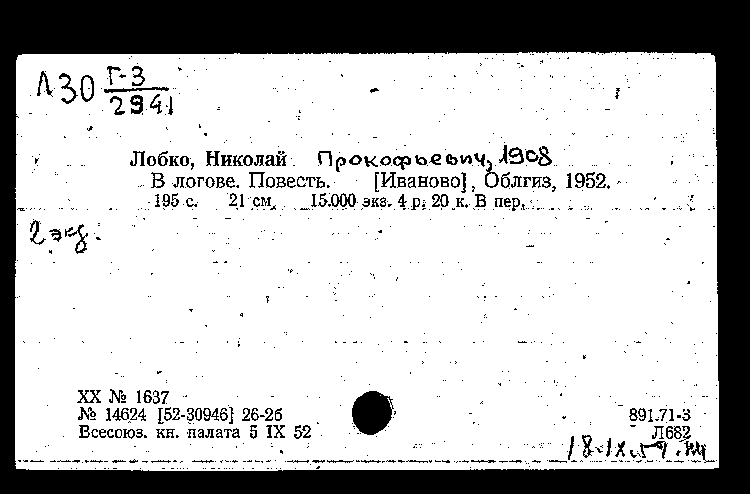 Л30 Г-3
2941
Лобко, Николай Прокофьевич, 1908
В логове. Повесть. [Иваново], Облгиз, 1952.
195 с. 21 см. 15.000 экз. 4 р. 20 к. В пер.
2 экз.
XX № 1637
№ 14624 [52-30946] 26-2б
Всесоюз. кн. палата 5 IX 52
891.71-3
Л682
18.IX.59.